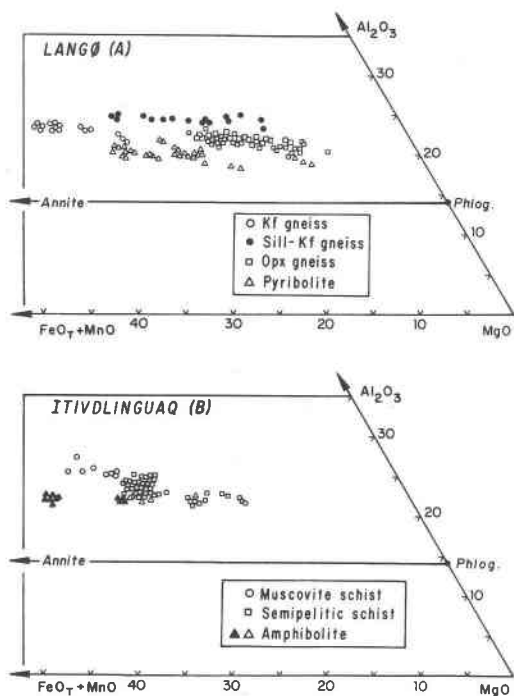 LANGØ (A)
Al2O3
30
20
Annite
Phlog.
○ Kf gneiss
● Sill-Kf gneiss
□ Opx gneiss
△ Pyribolite
10
FeOT+MnO 40 30 20 10 MgO
ITIVDLINGUAQ (B)
Al2O3
30
20
Annite
Phlog.
○ Muscovite schist
□ Semipelitic schist
▲ △ Amphibolite
10
FeOT+MnO 40 30 20 10 MgO